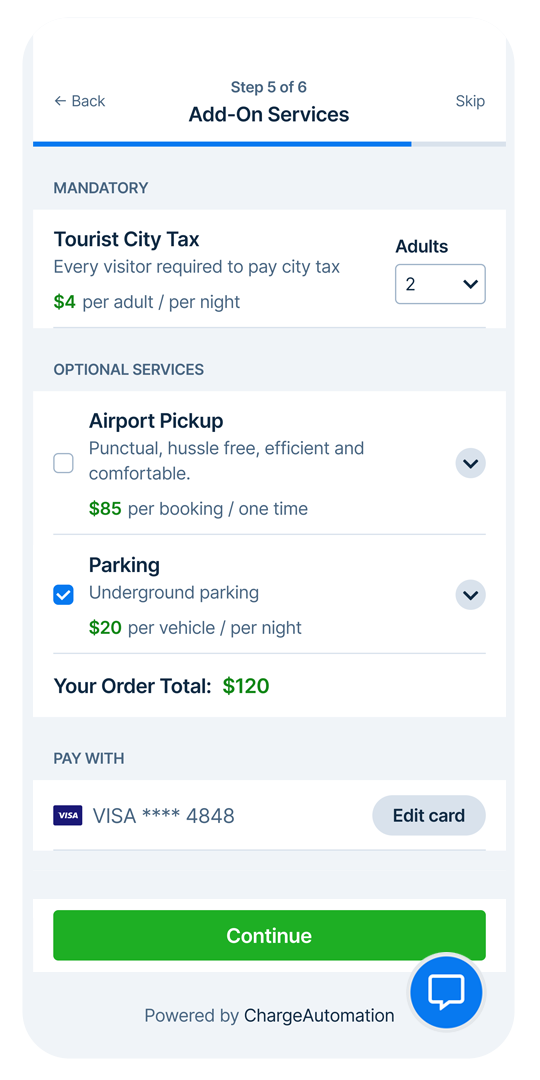 Step 5 of 6
← Back
Add-On Services
Skip
MANDATORY
Tourist City Tax
Every visitor required to pay city tax
$4 per adult / per night
Adults
2
OPTIONAL SERVICES
Airport Pickup
Punctual, hussle free, efficient and
comfortable.
$85 per booking / one time
Parking
Underground parking
$20 per vehicle / per night
Your Order Total: $120
PAY WITH
VISA VISA **** 4848
Edit card
Continue
Powered by ChargeAutomation